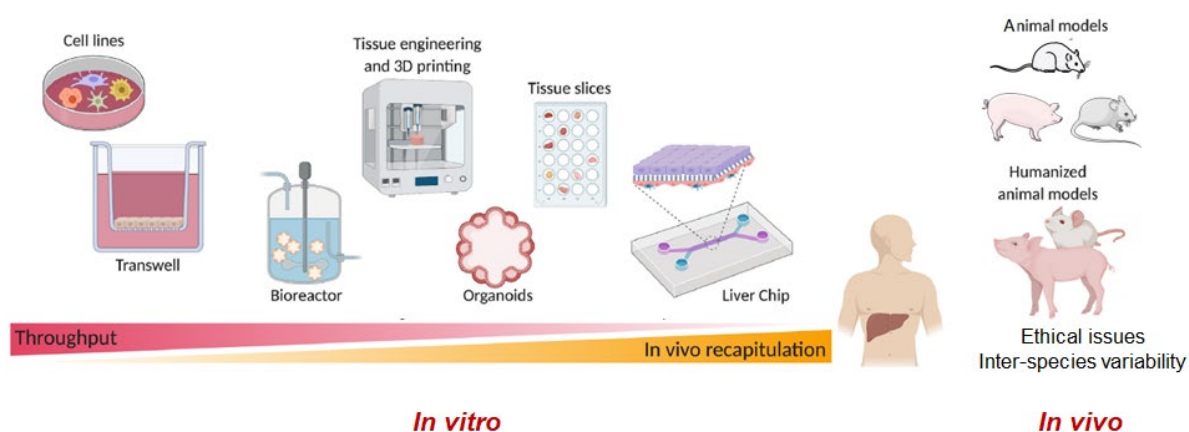 Cell lines
Transwell
Bioreactor
Tissue engineering
and 3D printing
Organoids
Tissue slices
Liver Chip
Throughput
In vivo recapitulation
In vitro
Animal models
Humanized
animal models
Ethical issues
Inter-species variability
In vivo